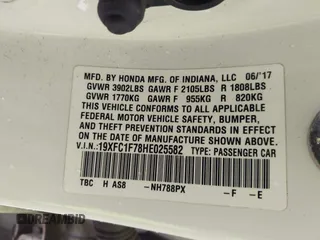 MFD. BY HONDA MFG. OF INDIANA, LLC 06/'17
GVWR 3902LBS GAWR F 2105LBS R 1808LBS
GVWR 1770KG GAWR F 955KG R 820KG
THIS VEHICLE CONFORMS TO ALL APPLICABLE
FEDERAL MOTOR VEHICLE SAFETY, BUMPER,
AND THEFT PREVENTION STANDARDS IN EFFECT
ON THE DATE OF MANUFACTURE SHOWN ABOVE.
V.I.N.:19XFC1F78HE025582 TYPE: PASSENGER CAR
TBC H AS8 -NH788PX -F -E
DREAMBID